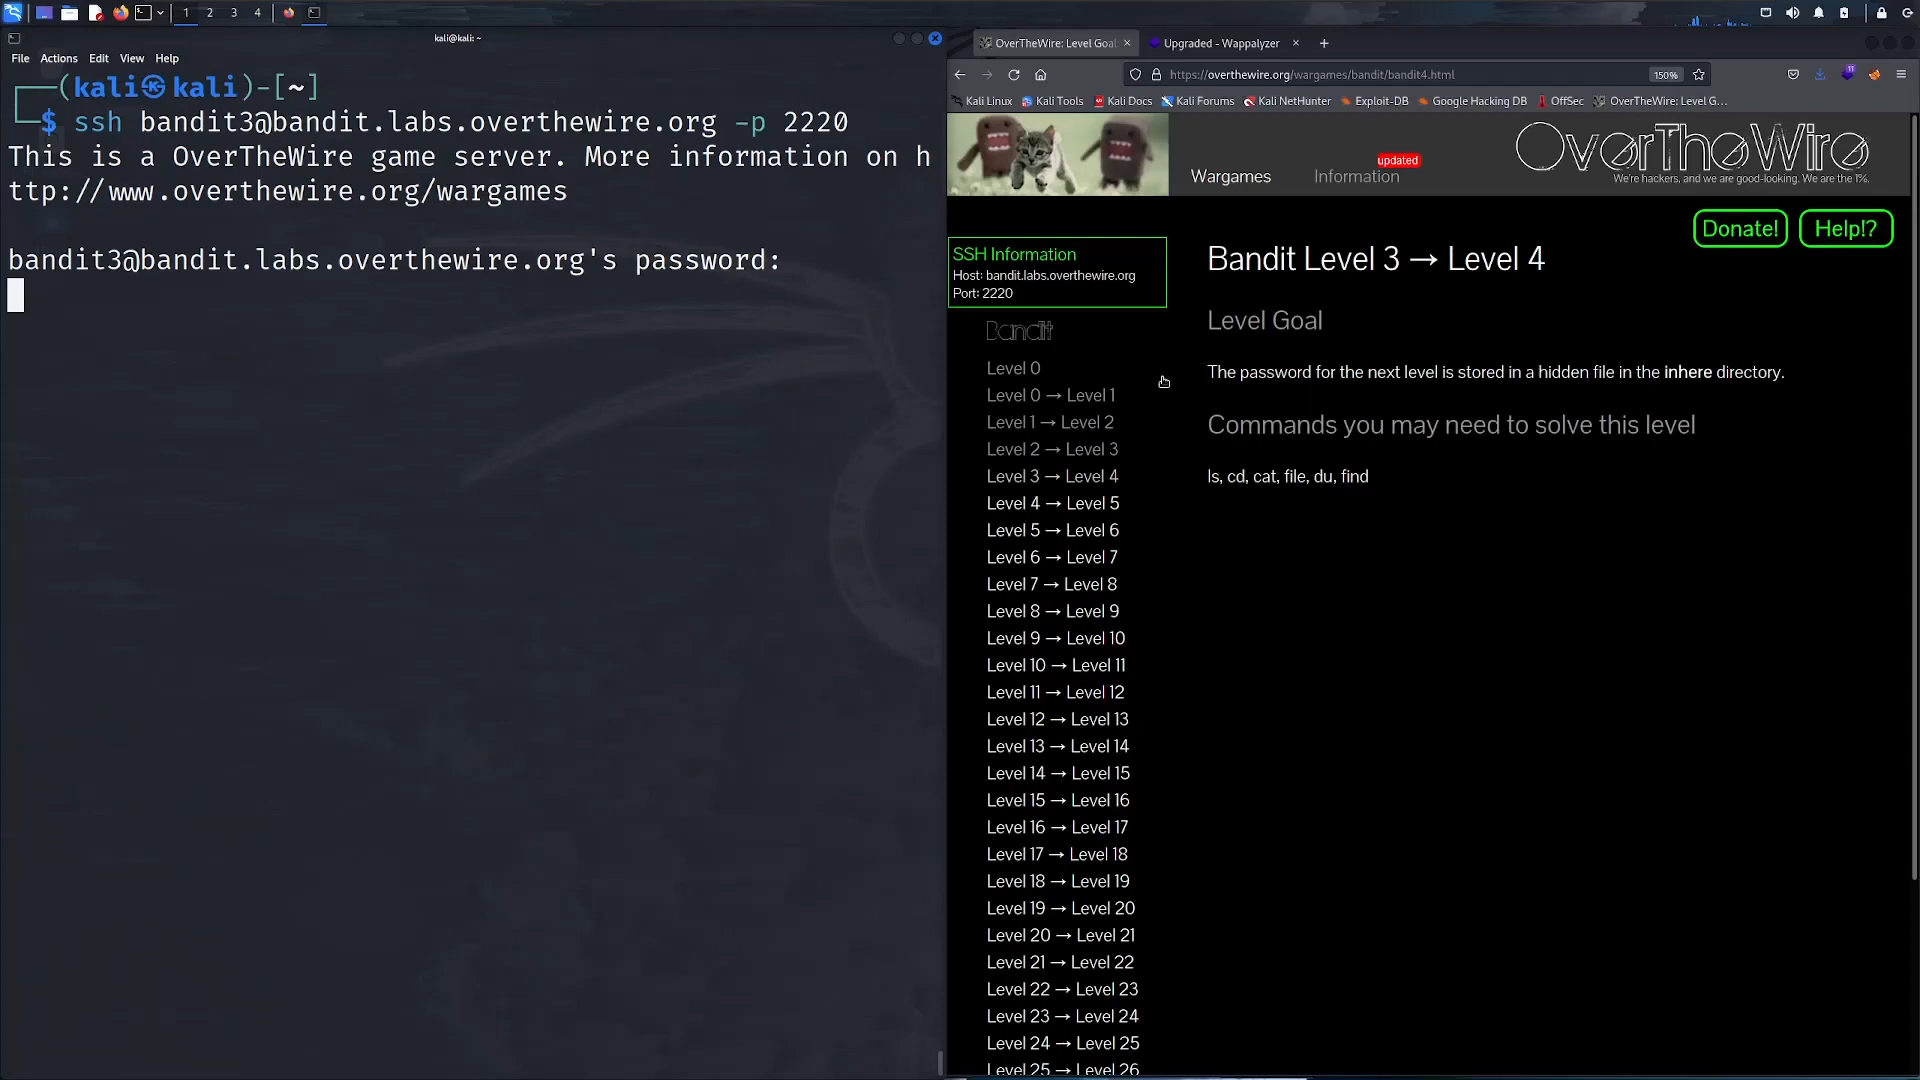 1 2 3 4
kali@kali: ~
File Actions Edit View Help
(kali㉿kali)-[~]
$ ssh bandit3@bandit.labs.overthewire.org -p 2220
This is a OverTheWire game server. More information on h
ttp://www.overthewire.org/wargames
bandit3@bandit.labs.overthewire.org's password:
OverTheWire: Level Goal
Upgraded - Wappalyzer
https://overthewire.org/wargames/bandit/bandit4.html
150%
11
Kali Linux Kali Tools Kali Docs Kali Forums Kali NetHunter Exploit-DB Google Hacking DB OffSec OverTheWire: Level G...
Wargames
Information
updated
OverTheWire
We're hackers, and we are good-looking. We are the 1%.
Donate!
Help!?
SSH Information
Host: bandit.labs.overthewire.org
Port: 2220
Bandit
Level 0
Level 0 → Level 1
Level 1 → Level 2
Level 2 → Level 3
Level 3 → Level 4
Level 4 → Level 5
Level 5 → Level 6
Level 6 → Level 7
Level 7 → Level 8
Level 8 → Level 9
Level 9 → Level 10
Level 10 → Level 11
Level 11 → Level 12
Level 12 → Level 13
Level 13 → Level 14
Level 14 → Level 15
Level 15 → Level 16
Level 16 → Level 17
Level 17 → Level 18
Level 18 → Level 19
Level 19 → Level 20
Level 20 → Level 21
Level 21 → Level 22
Level 22 → Level 23
Level 23 → Level 24
Level 24 → Level 25
Level 25 → Level 26
Bandit Level 3 → Level 4
Level Goal
The password for the next level is stored in a hidden file in the inhere directory.
Commands you may need to solve this level
ls, cd, cat, file, du, find